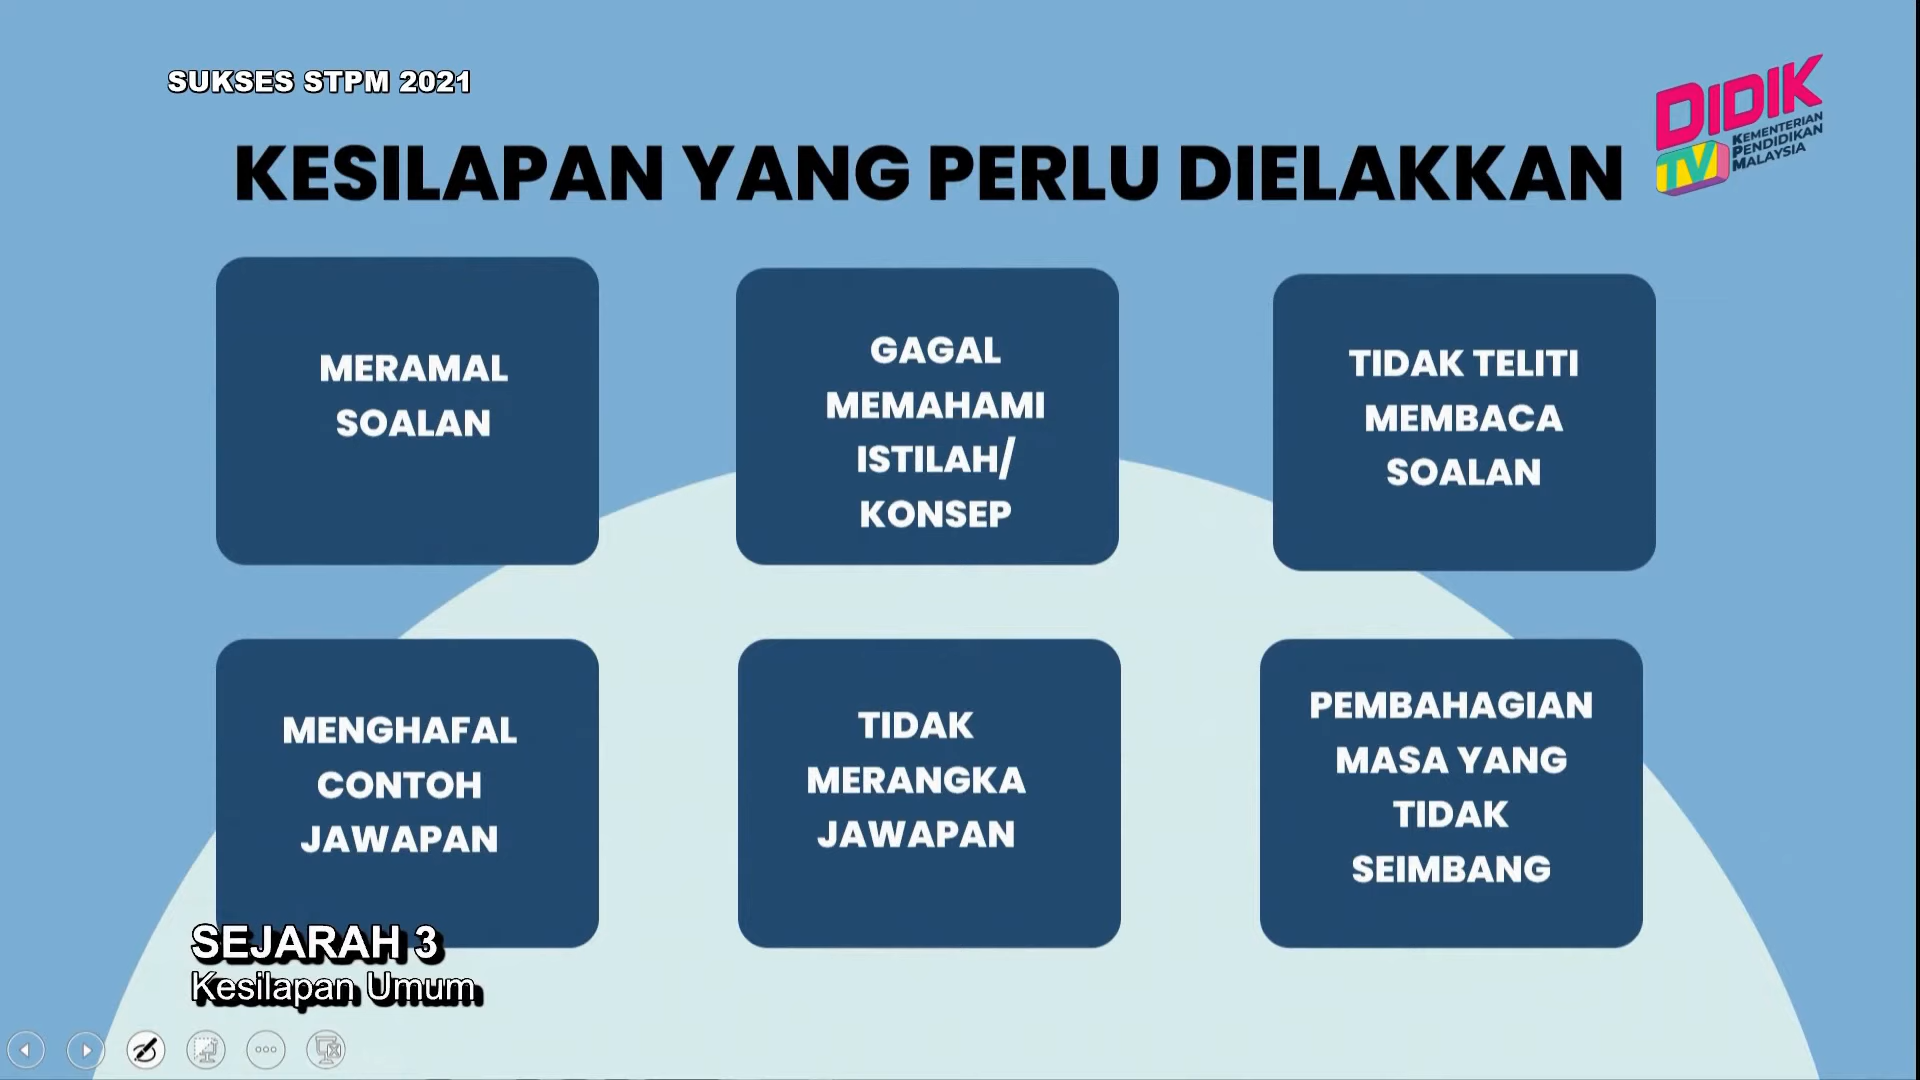 SUKSES STPM 2021
DIDIK
TV
KEMENTERIAN
PENDIDIKAN
MALAYSIA
KESILAPAN YANG PERLU DIELAKKAN
MERAMAL
SOALAN
GAGAL
MEMAHAMI
ISTILAH/
KONSEP
TIDAK TELITI
MEMBACA
SOALAN
MENGHAFAL
CONTOH
JAWAPAN
TIDAK
MERANGKA
JAWAPAN
PEMBAHAGIAN
MASA YANG
TIDAK
SEIMBANG
SEJARAH 3
Kesilapan Umum